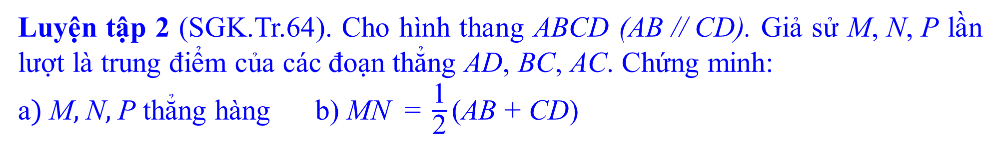 Luyện tập 2 (SGK.Tr.64). Cho hình thang ABCD (AB // CD). Giả sử M, N, P lần
lượt là trung điểm của các đoạn thẳng AD, BC, AC. Chứng minh:
a) M, N, P thẳng hàng b) MN = \frac{1}{2}(AB + CD)